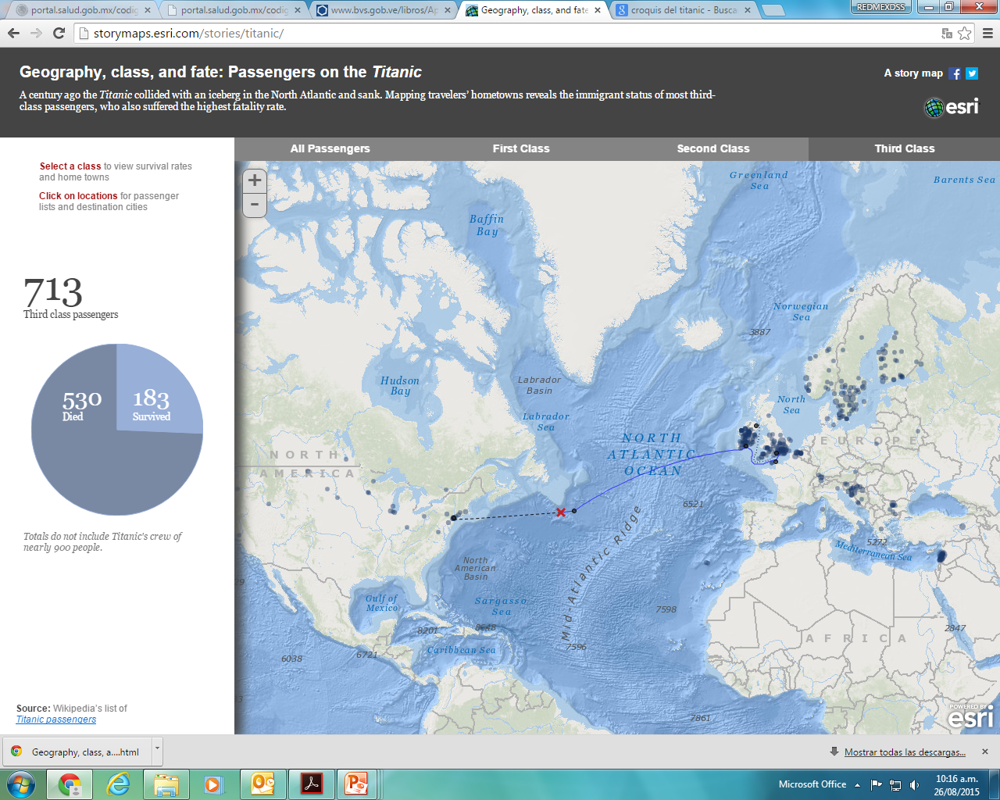 portal.salud.gob.mx/codig
portal.salud.gob.mx/codig
www.bvs.gob.ve/libros/Ap
Geography, class, and fate
croquis del titanic - Busca
REDMEXDSS
storymaps.esri.com/stories/titanic/
Geography, class, and fate: Passengers on the Titanic
A century ago the Titanic collided with an iceberg in the North Atlantic and sank. Mapping travelers' hometowns reveals the immigrant status of most third-
class passengers, who also suffered the highest fatality rate.
A story map
esri
All Passengers
First Class
Second Class
Third Class
Select a class to view survival rates
and home towns
Click on locations for passenger
lists and destination cities
713
Third class passengers
530
Died
183
Survived
Totals do not include Titanic's crew of
nearly 900 people.
Source: Wikipedia's list of
Titanic passengers
+
-
Greenland
Sea
Barents Sea
Baffin
Bay
Norwegian
Sea
3887
Hudson
Bay
Labrador
Basin
Labrador
Sea
North
Sea
NORTH
ATLANTIC
OCEAN
EUROPE
NORTH
AMERICA
6521
Mid-Atlantic Ridge
5272
Mediterranean Sea
North
American
Basin
29
Gulf of
Mexico
Sargasso
Sea
7598
8201
8648
2847
7596
AFRICA
Caribbean Sea
6721
6038
7861
POWERED BY
esri
Geography, class, a....html
Mostrar todas las descargas...
Microsoft Office
10:16 a.m.
26/08/2015